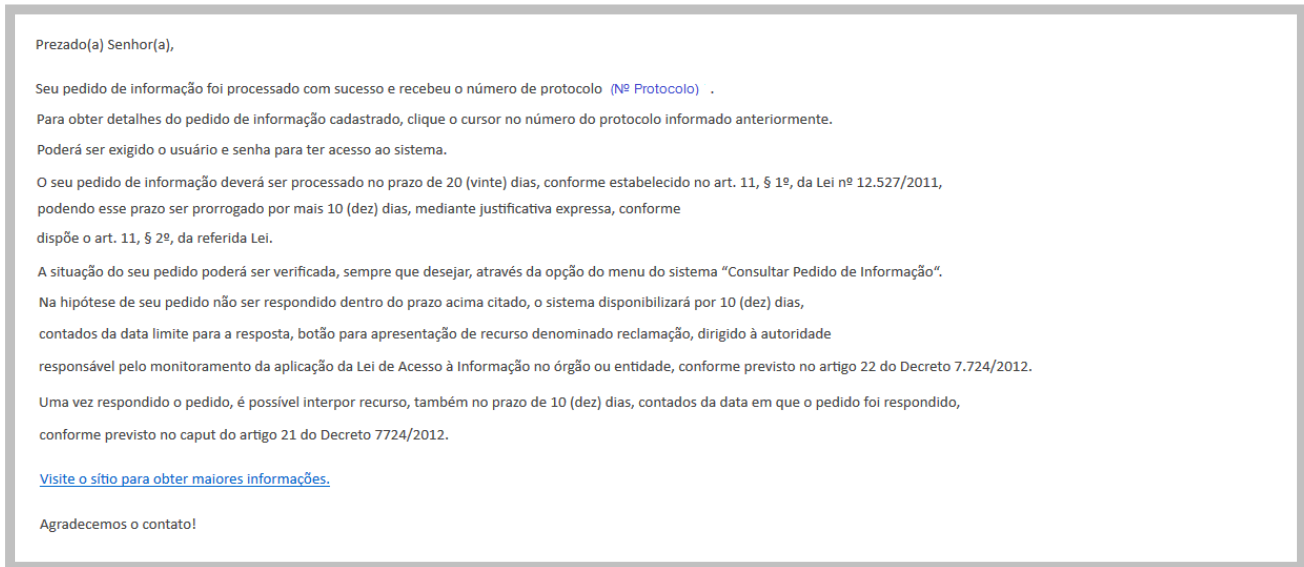 Prezado(a) Senhor(a),
Seu pedido de informação foi processado com sucesso e recebeu o número de protocolo (Nº Protocolo) .
Para obter detalhes do pedido de informação cadastrado, clique o cursor no número do protocolo informado anteriormente.
Poderá ser exigido o usuário e senha para ter acesso ao sistema.
O seu pedido de informação deverá ser processado no prazo de 20 (vinte) dias, conforme estabelecido no art. 11, § 1º, da Lei nº 12.527/2011,
podendo esse prazo ser prorrogado por mais 10 (dez) dias, mediante justificativa expressa, conforme
dispõe o art. 11, § 2º, da referida Lei.
A situação do seu pedido poderá ser verificada, sempre que desejar, através da opção do menu do sistema “Consultar Pedido de Informação“.
Na hipótese de seu pedido não ser respondido dentro do prazo acima citado, o sistema disponibilizará por 10 (dez) dias,
contados da data limite para a resposta, botão para apresentação de recurso denominado reclamação, dirigido à autoridade
responsável pelo monitoramento da aplicação da Lei de Acesso à Informação no órgão ou entidade, conforme previsto no artigo 22 do Decreto 7.724/2012.
Uma vez respondido o pedido, é possível interpor recurso, também no prazo de 10 (dez) dias, contados da data em que o pedido foi respondido,
conforme previsto no caput do artigo 21 do Decreto 7724/2012.
Visite o sítio para obter maiores informações.
Agradecemos o contato!